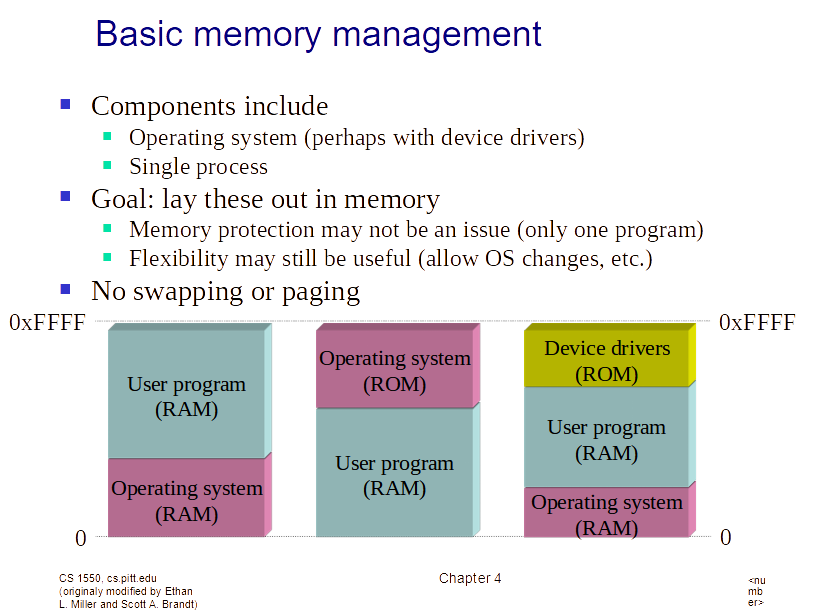 Basic memory management
Components include
Operating system (perhaps with device drivers)
Single process
Goal: lay these out in memory
Memory protection may not be an issue (only one program)
Flexibility may still be useful (allow OS changes, etc.)
No swapping or paging
0xFFFF
0xFFFF
User program
(RAM)
Operating system
(RAM)
Operating system
(ROM)
User program
(RAM)
Device drivers
(ROM)
User program
(RAM)
Operating system
(RAM)
0
0
CS 1550, cs.pitt.edu
(originaly modified by Ethan
L. Miller and Scott A. Brandt)
Chapter 4
<nu
mb
er>